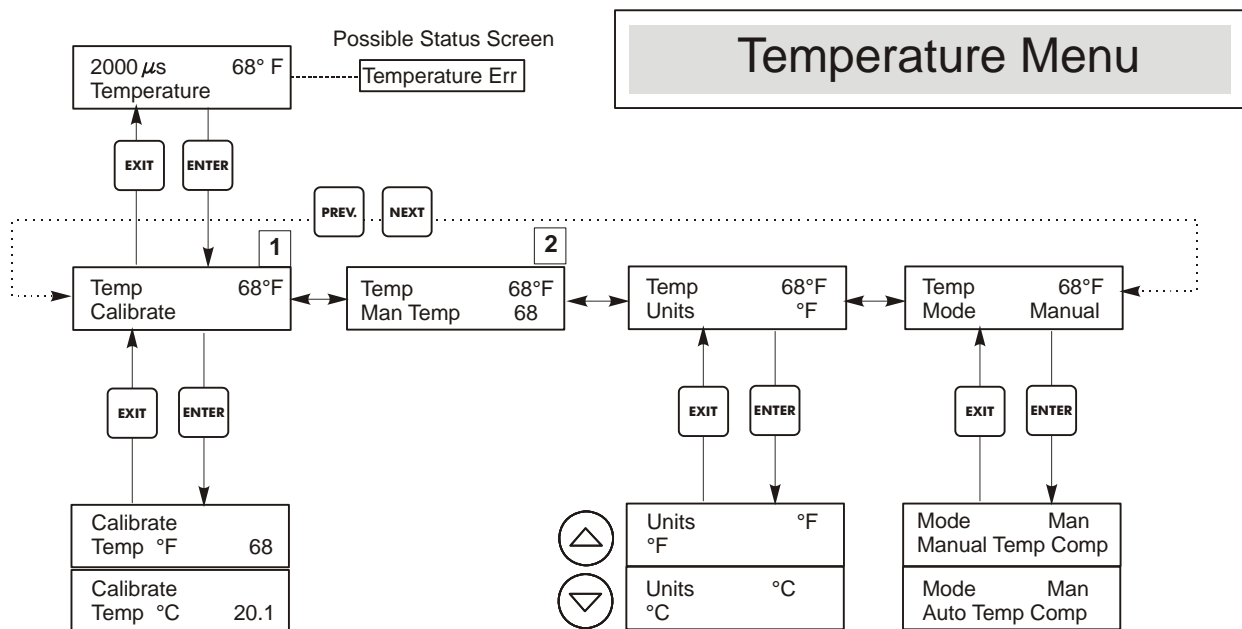 Temperature Menu
Possible Status Screen
2000 µs 68° F
Temperature
Temperature Err
EXIT
ENTER
PREV.
NEXT
1
2
Temp 68°F
Calibrate
Temp 68°F
Man Temp 68
Temp 68°F
Units °F
Temp 68°F
Mode Manual
EXIT
ENTER
EXIT
ENTER
EXIT
ENTER
Calibrate
Temp °F 68
Calibrate
Temp °C 20.1
Units °F
°F
Units °C
°C
Mode Man
Manual Temp Comp
Mode Man
Auto Temp Comp